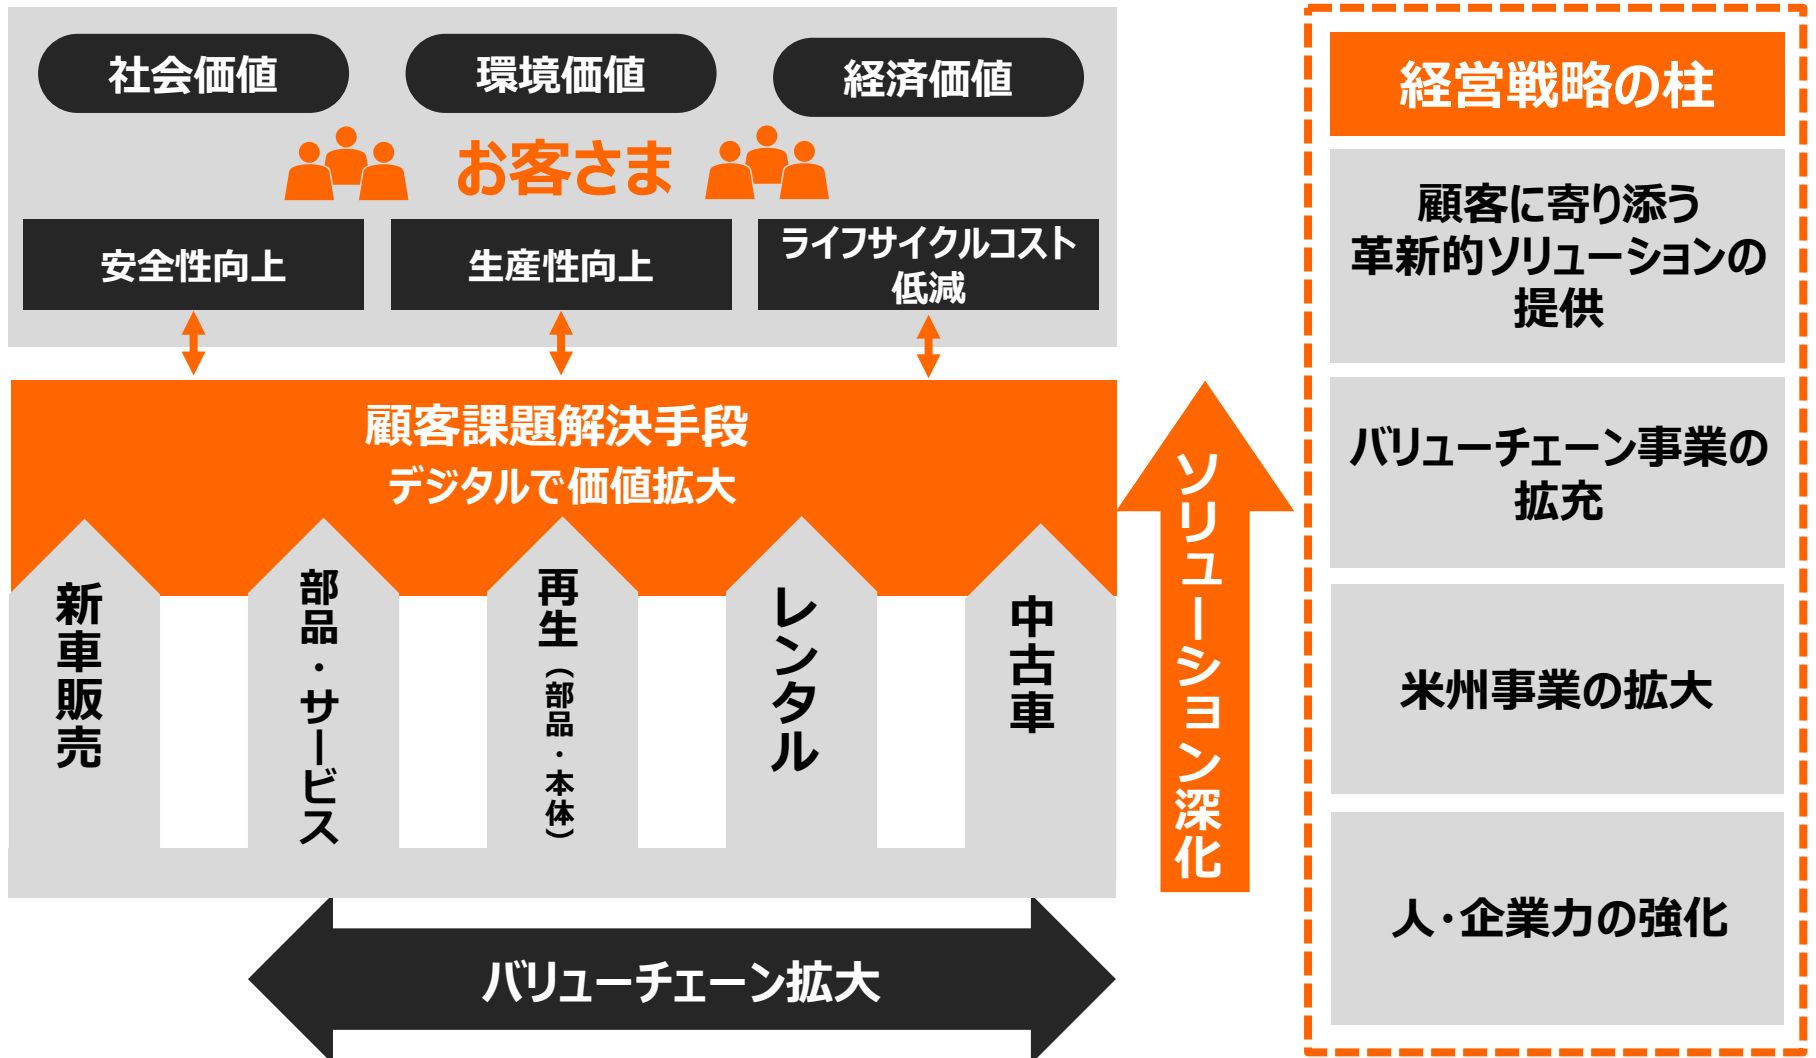 社会価値
環境価値
経済価値
お客さま
安全性向上
生産性向上
ライフサイクルコスト
低減
顧客課題解決手段
デジタルで価値拡大
新車販売
部品・サービス
再生（部品・本体）
レンタル
中古車
ソリューション深化
バリューチェーン拡大
経営戦略の柱
顧客に寄り添う
革新的ソリューションの
提供
バリューチェーン事業の
拡充
米州事業の拡大
人・企業力の強化